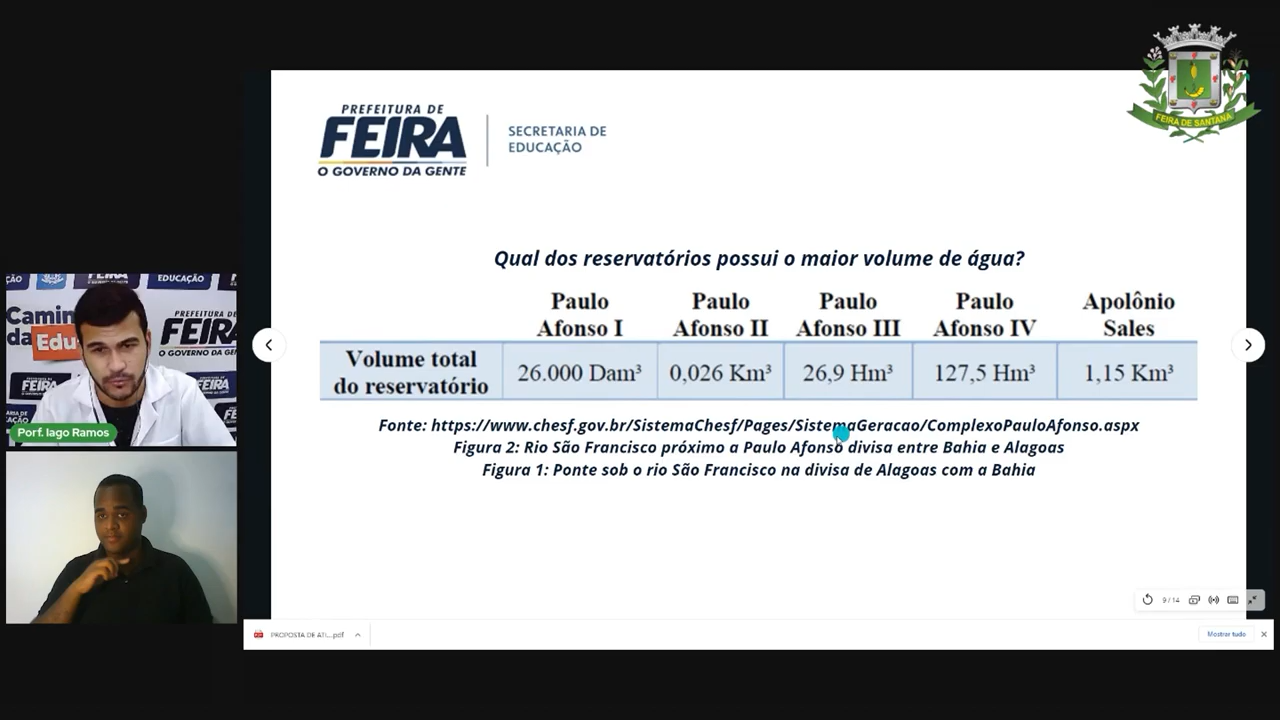 FEIRA DE SANTANA
PREFEITURA DE
FEIRA
O GOVERNO DA GENTE
SECRETARIA DE
EDUCAÇÃO
Qual dos reservatórios possui o maior volume de água?
Paulo Afonso I Paulo Afonso II Paulo Afonso III Paulo Afonso IV Apolônio Sales
Volume total do reservatório 26.000 Dam³ 0,026 Km³ 26,9 Hm³ 127,5 Hm³ 1,15 Km³
Fonte: https://www.chesf.gov.br/SistemaChesf/Pages/SistemaGeracao/ComplexoPauloAfonso.aspx
Figura 2: Rio São Francisco próximo a Paulo Afonso divisa entre Bahia e Alagoas
Figura 1: Ponte sob o rio São Francisco na divisa de Alagoas com a Bahia
EDUCAÇÃO
PREFEITURA DE
FEIRA
O GOVERNO DA GENTE
Camin
da Edu
FEIRA
Porf. Iago Ramos
9 / 14
PROPOSTA DE ATI....pdf
Mostrar tudo